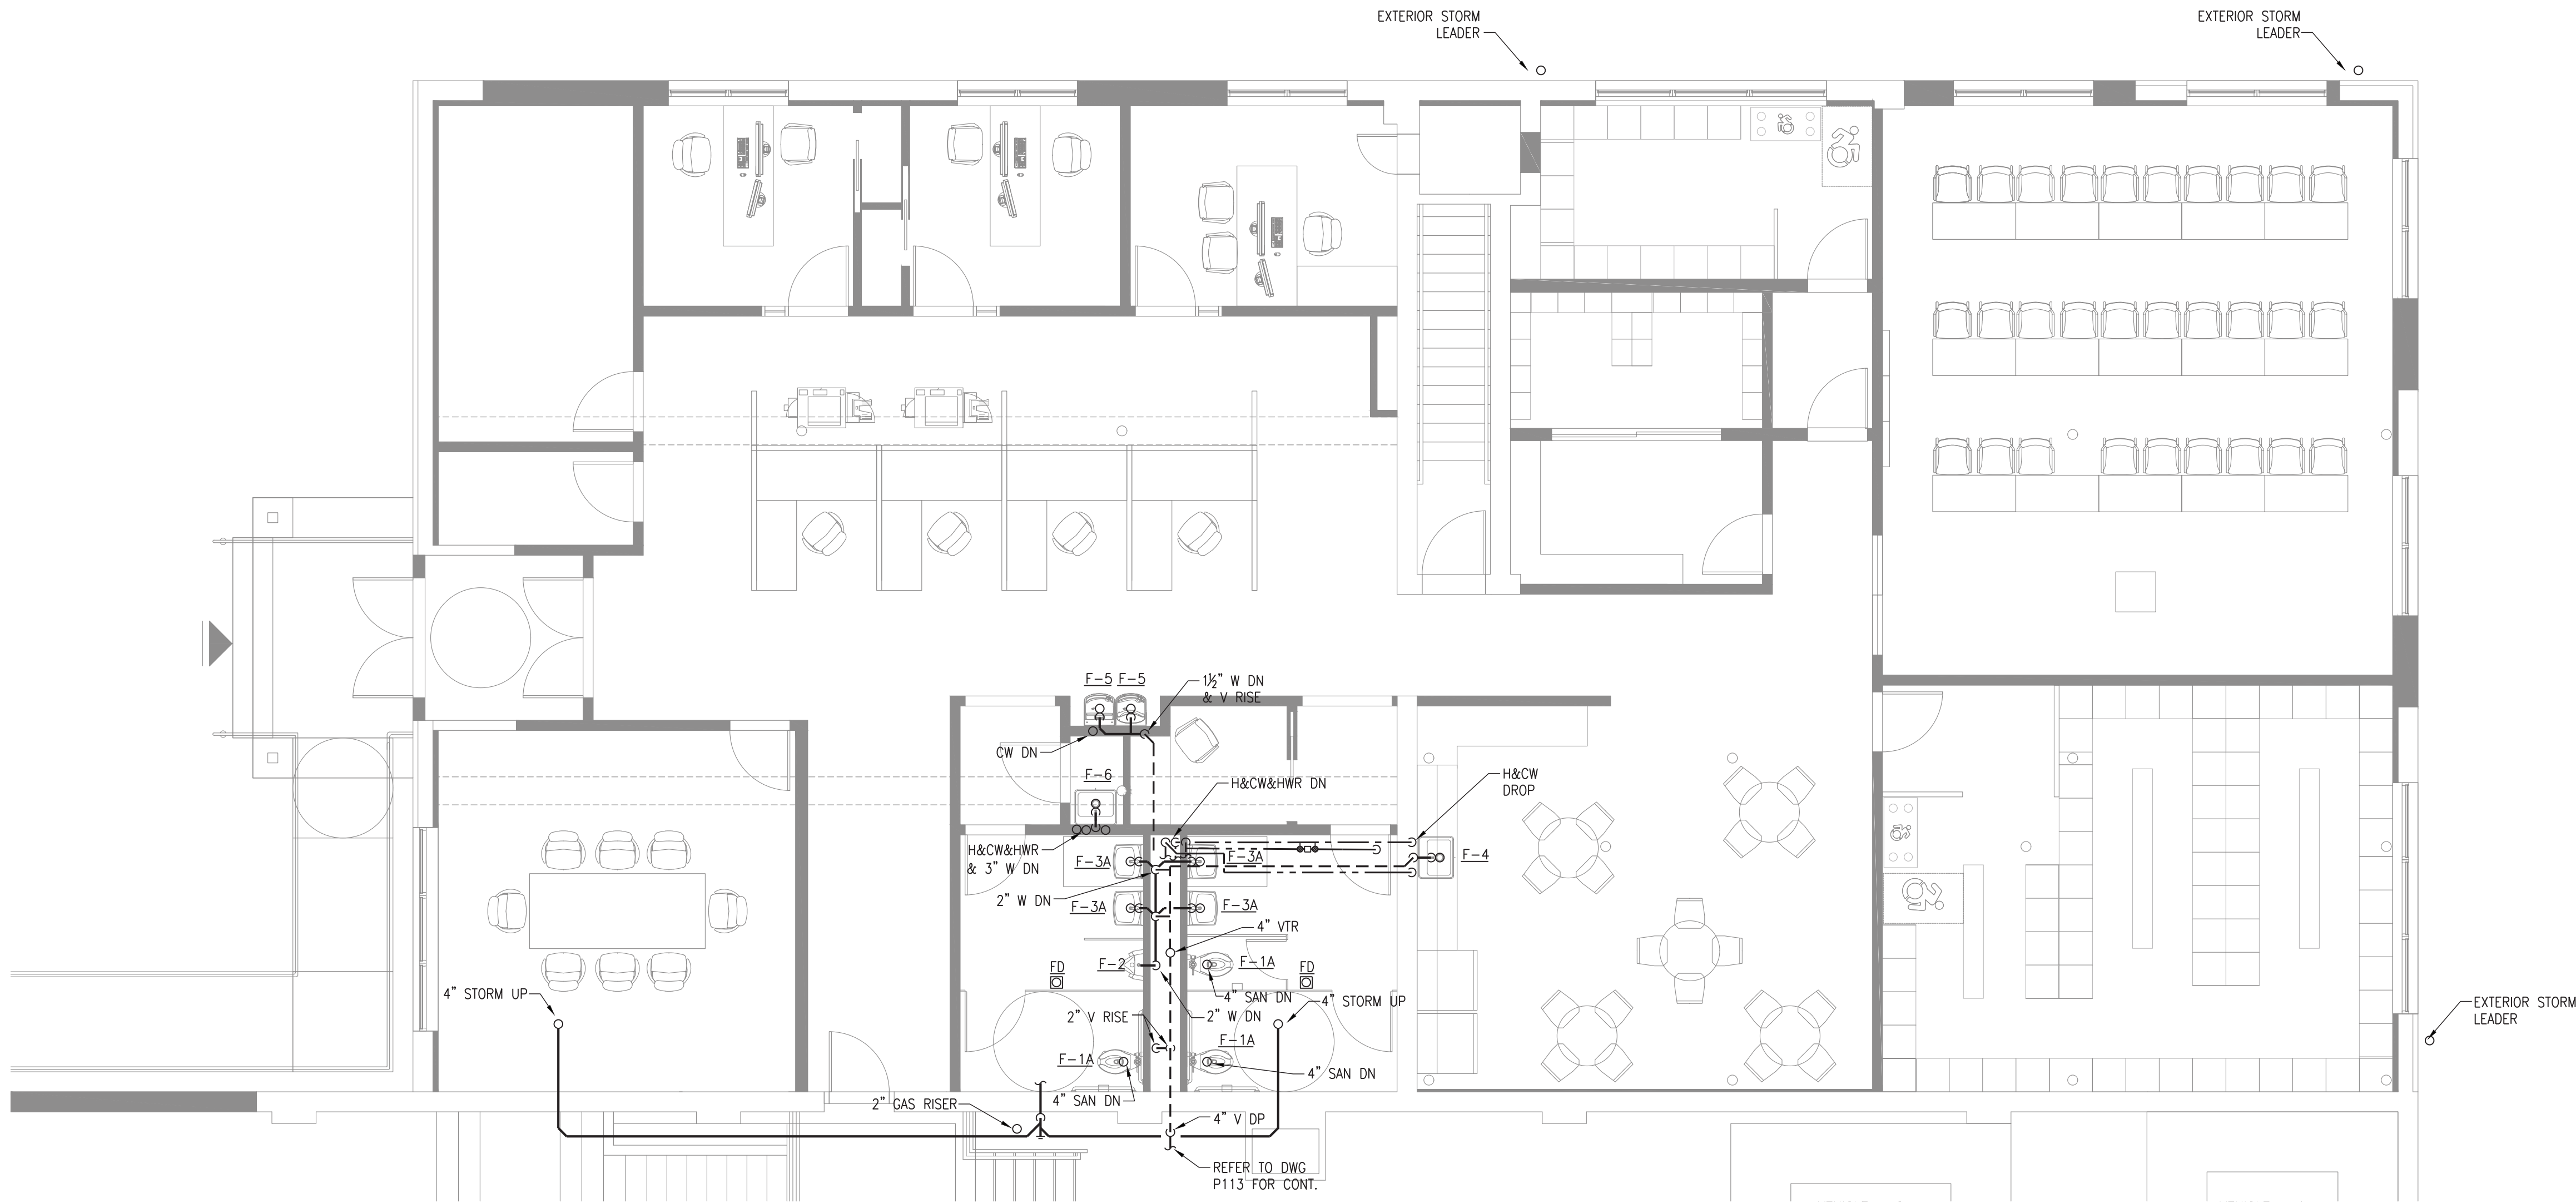 EXTERIOR STORM
LEADER
EXTERIOR STORM
LEADER
F-5 F-5
1½" W DN
& V RISE
CW DN
F-6
H&CW&HWR DN
H&CW
DROP
H&CW&HWR
& 3" W DN
F-3A
F-3A
F-4
2" W DN
F-3A
F-3A
4" VTR
F-2
F-1A
FD
FD
4" STORM UP
4" SAN DN
4" STORM UP
2" V RISE
2" W DN
EXTERIOR STORM
LEADER
F-1A
F-1A
4" SAN DN
4" SAN DN
2" GAS RISER
4" V DP
REFER TO DWG
P113 FOR CONT.